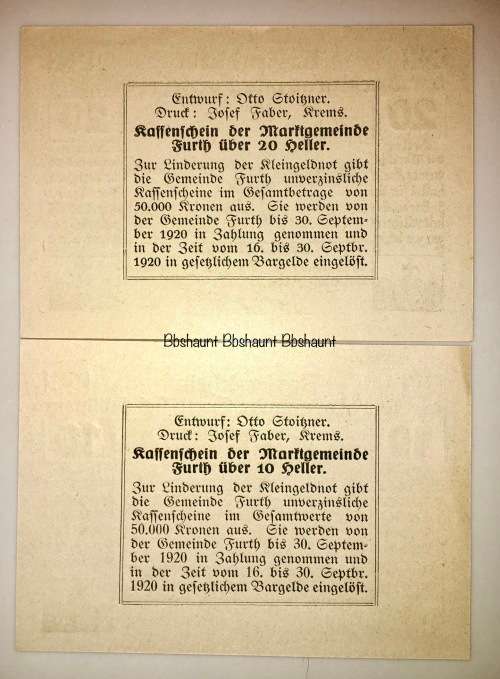 Entwurf: Otto Stoitzner.
Druck: Josef Faber, Krems.
Kassenschein der Marktgemeinde
Furth über 20 Heller.
Zur Linderung der Kleingeldnot gibt
die Gemeinde Furth unverzinsliche
Kassenscheine im Gesamtbetrage von
50.000 Kronen aus. Sie werden von
der Gemeinde Furth bis 30. Septem-
ber 1920 in Zahlung genommen und
in der Zeit vom 16. bis 30. Septbr.
1920 in gesetzlichem Bargelde eingelöst.
Bbshaunt Bbshaunt Bbshaunt
Entwurf: Otto Stoitzner.
Druck: Josef Faber, Krems.
Kassenschein der Marktgemeinde
Furth über 10 Heller.
Zur Linderung der Kleingeldnot gibt
die Gemeinde Furth unverzinsliche
Kassenscheine im Gesamtwerte von
50.000 Kronen aus. Sie werden von
der Gemeinde Furth bis 30. Septem-
ber 1920 in Zahlung genommen und
in der Zeit vom 16. bis 30. Septbr.
1920 in gesetzlichem Bargelde eingelöst.